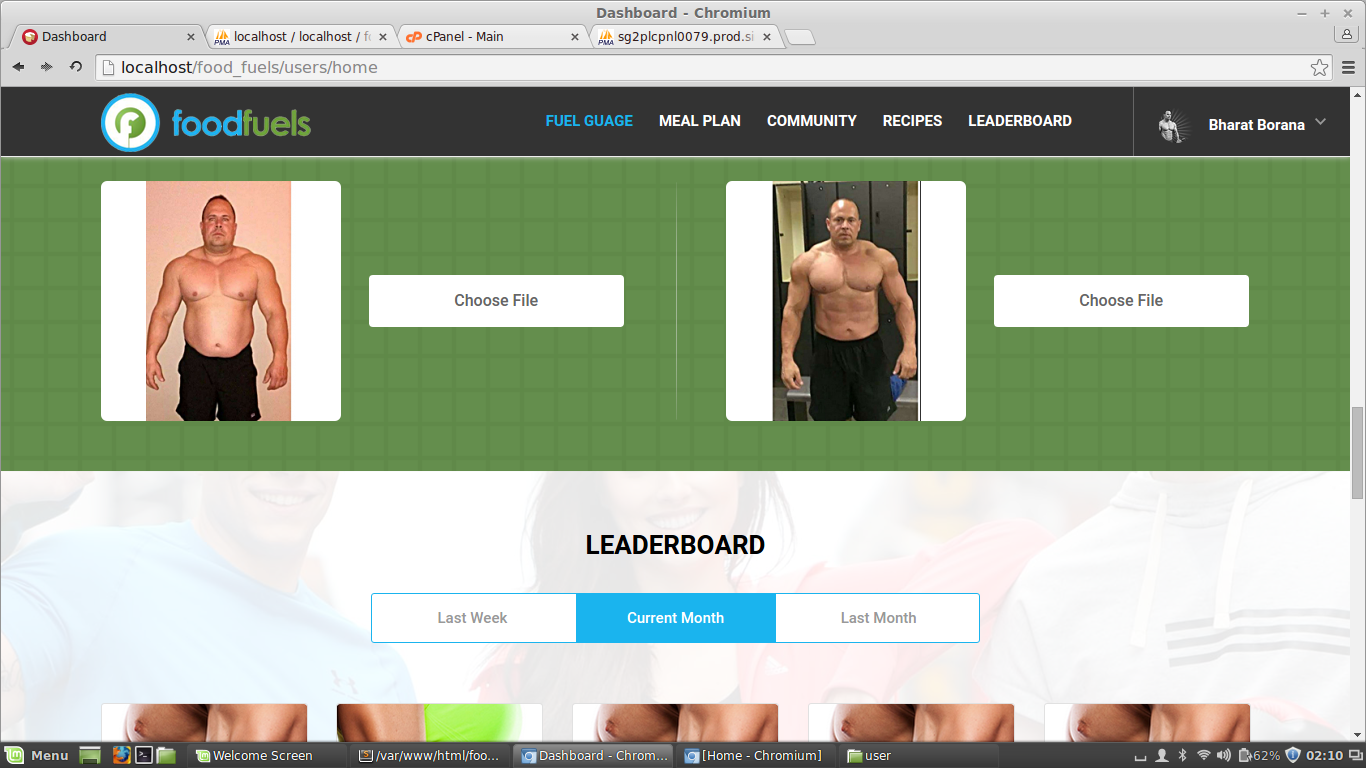 Dashboard - Chromium
Dashboard
localhost / localhost / fo
cPanel - Main
sg2plcpnl0079.prod.si
localhost/food_fuels/users/home
foodfuels
FUEL GUAGE
MEAL PLAN
COMMUNITY
RECIPES
LEADERBOARD
Bharat Borana
Choose File
Choose File
LEADERBOARD
Last Week
Current Month
Last Month
Menu
Welcome Screen
/var/www/html/foo...
Dashboard - Chrom...
[Home - Chromium]
user
62%
02:10